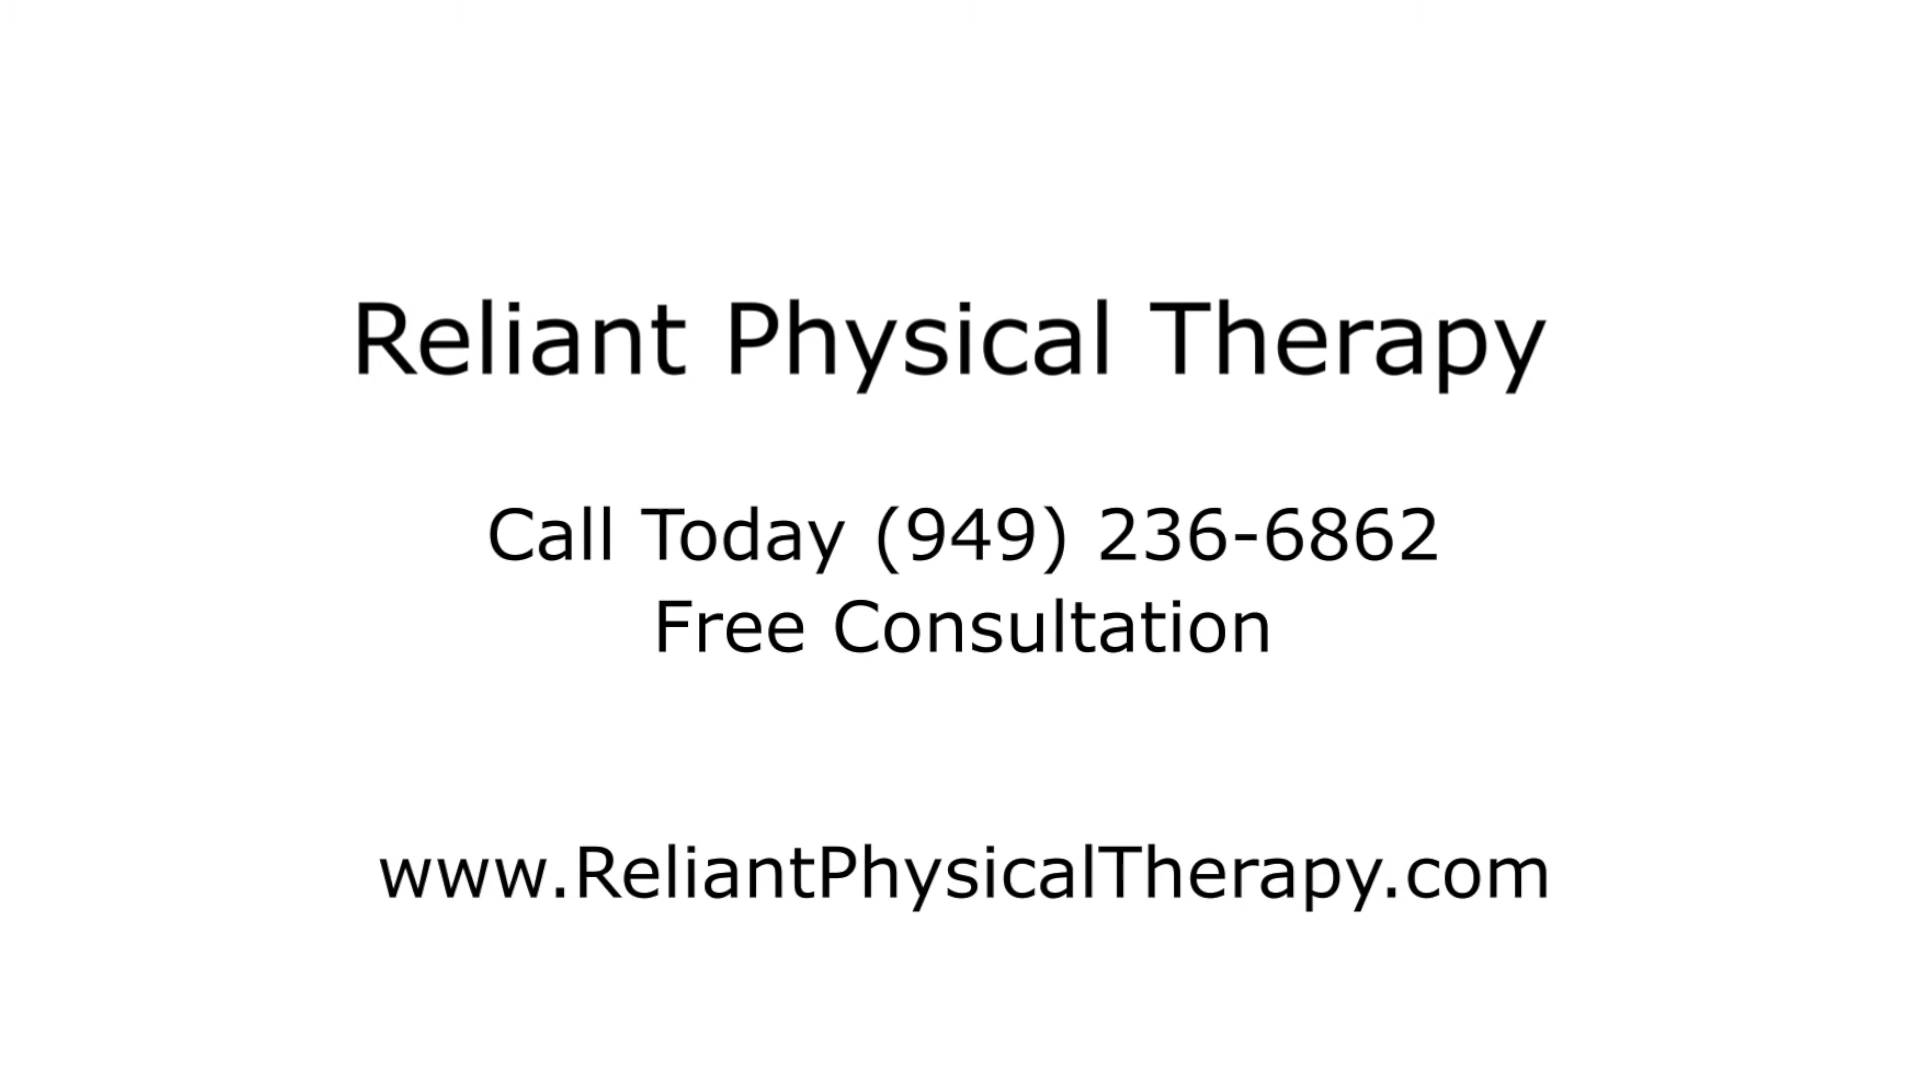 Reliant Physical Therapy
Call Today (949) 236-6862
Free Consultation
www.ReliantPhysicalTherapy.com